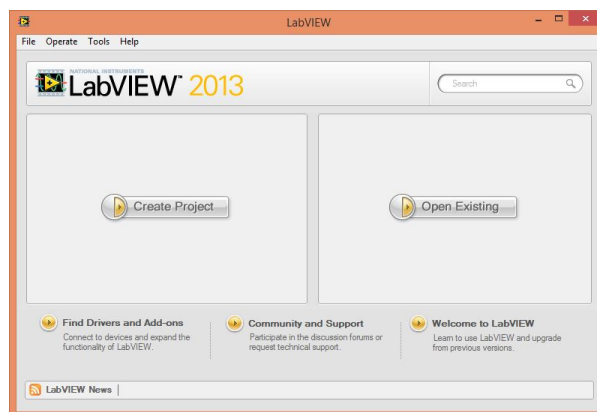 LabVIEW
File Operate Tools Help
NATIONAL INSTRUMENTS
LabVIEW™ 2013
Search
Create Project
Open Existing
Find Drivers and Add-ons
Connect to devices and expand the
functionality of LabVIEW.
Community and Support
Participate in the discussion forums or
request technical support.
Welcome to LabVIEW
Learn to use LabVIEW and upgrade
from previous versions.
LabVIEW News